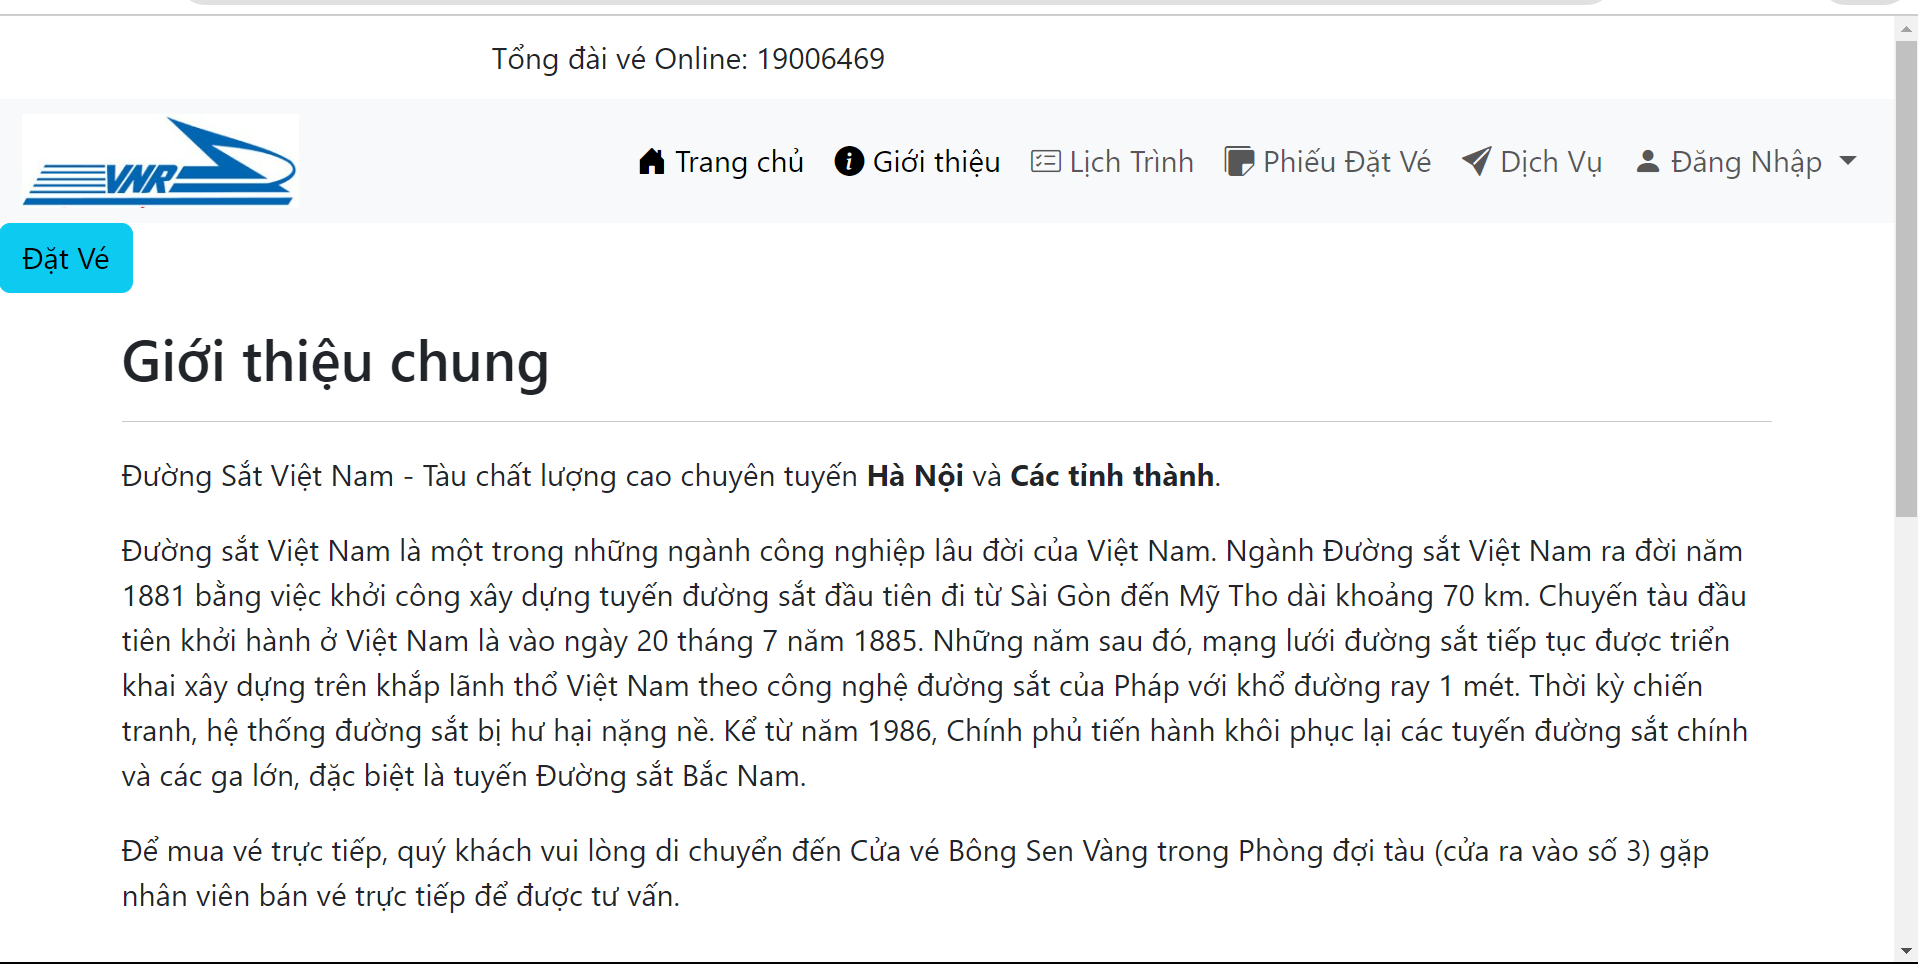 Tổng đài vé Online: 19006469
VNR
Trang chủ Giới thiệu Lịch Trình Phiếu Đặt Vé Dịch Vụ Đăng Nhập
Đặt Vé
Giới thiệu chung
Đường Sắt Việt Nam - Tàu chất lượng cao chuyên tuyến Hà Nội và Các tỉnh thành.
Đường sắt Việt Nam là một trong những ngành công nghiệp lâu đời của Việt Nam. Ngành Đường sắt Việt Nam ra đời năm
1881 bằng việc khởi công xây dựng tuyến đường sắt đầu tiên đi từ Sài Gòn đến Mỹ Tho dài khoảng 70 km. Chuyến tàu đầu
tiên khởi hành ở Việt Nam là vào ngày 20 tháng 7 năm 1885. Những năm sau đó, mạng lưới đường sắt tiếp tục được triển
khai xây dựng trên khắp lãnh thổ Việt Nam theo công nghệ đường sắt của Pháp với khổ đường ray 1 mét. Thời kỳ chiến
tranh, hệ thống đường sắt bị hư hại nặng nề. Kể từ năm 1986, Chính phủ tiến hành khôi phục lại các tuyến đường sắt chính
và các ga lớn, đặc biệt là tuyến Đường sắt Bắc Nam.
Để mua vé trực tiếp, quý khách vui lòng di chuyển đến Cửa vé Bông Sen Vàng trong Phòng đợi tàu (cửa ra vào số 3) gặp
nhân viên bán vé trực tiếp để được tư vấn.